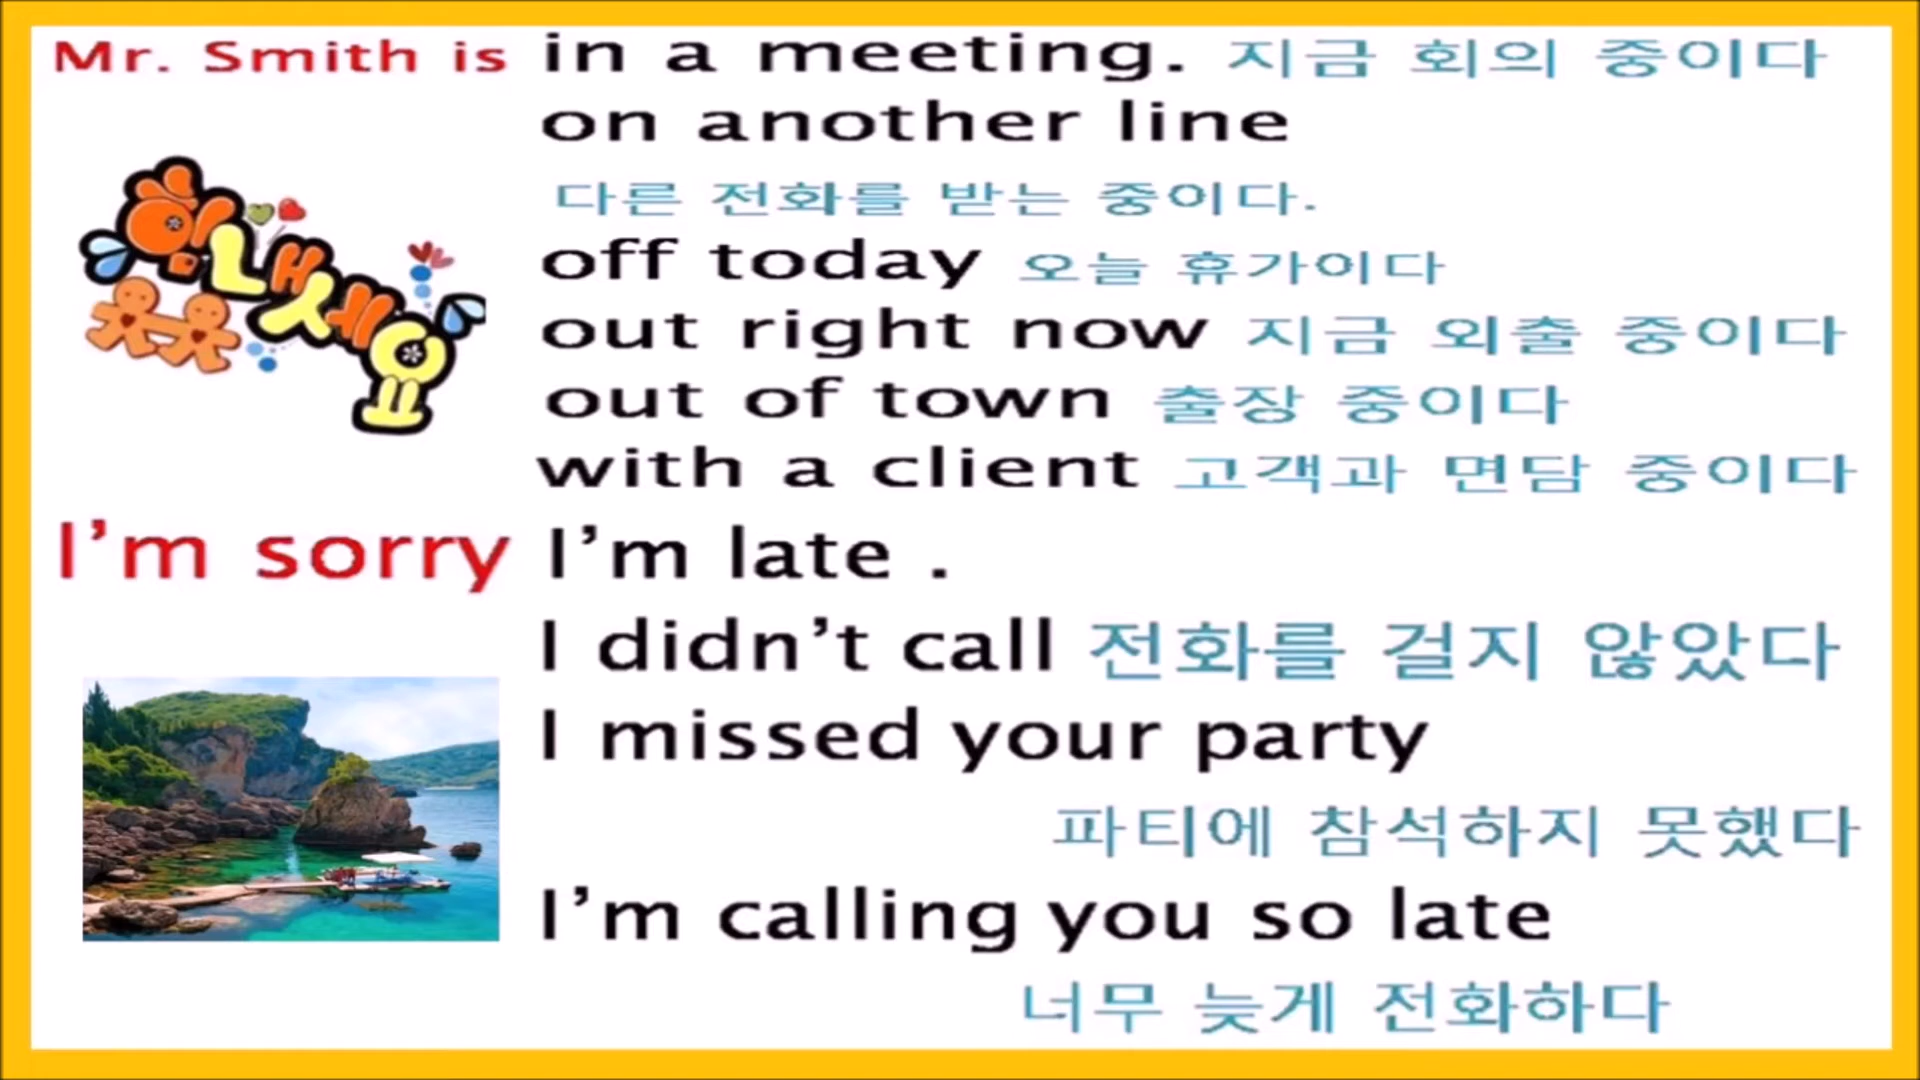 Mr. Smith is in a meeting. 지금 회의 중이다
on another line
다른 전화를 받는 중이다.
힘내세요
off today 오늘 휴가이다
out right now 지금 외출 중이다
out of town 출장 중이다
with a client 고객과 면담 중이다
I'm sorry I'm late .
I didn't call 전화를 걸지 않았다
I missed your party
파티에 참석하지 못했다
I'm calling you so late
너무 늦게 전화하다